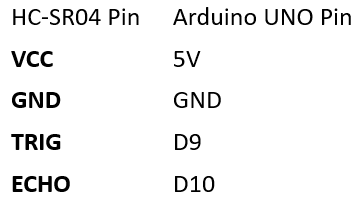 HC-SR04 Pin Arduino UNO Pin
VCC 5V
GND GND
TRIG D9
ECHO D10